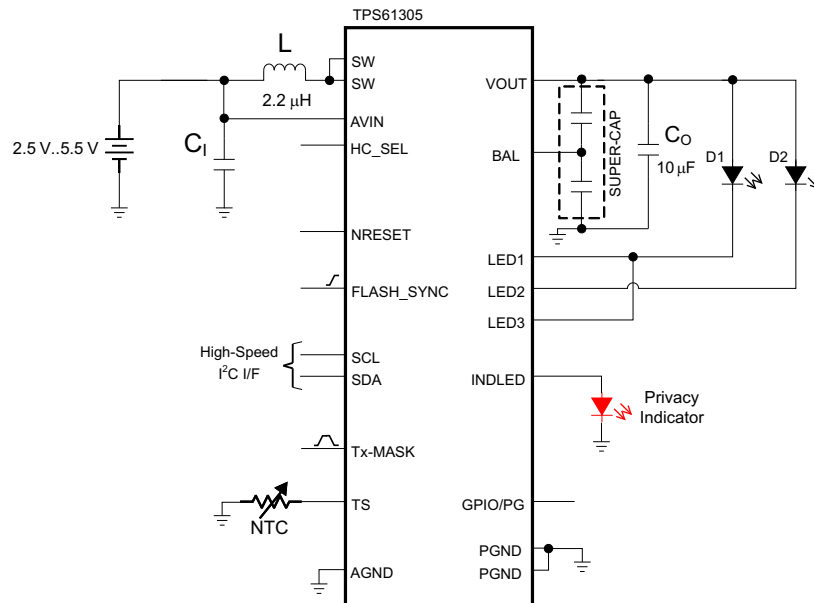 TPS61305
L
2.2 μH
2.5 V..5.5 V
C_I
SW
SW
AVIN
HC_SEL
NRESET
FLASH_SYNC
High-Speed
I²C I/F
SCL
SDA
Tx-MASK
TS
NTC
AGND
VOUT
BAL
SUPER-CAP
C_O
10 μF
D1
D2
LED1
LED2
LED3
INDLED
Privacy
Indicator
GPIO/PG
PGND
PGND